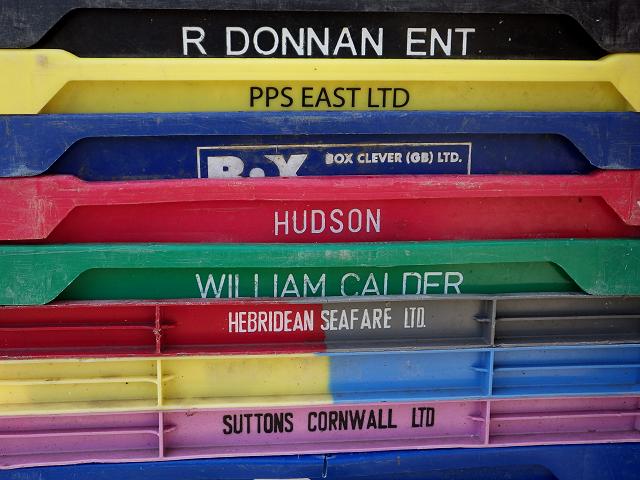 R DONNAN ENT
PPS EAST LTD
BOX CLEVER (GB) LTD.
HUDSON
WILLIAM CALDER
HEBRIDEAN SEAFARE LTD.
SUTTONS CORNWALL LTD